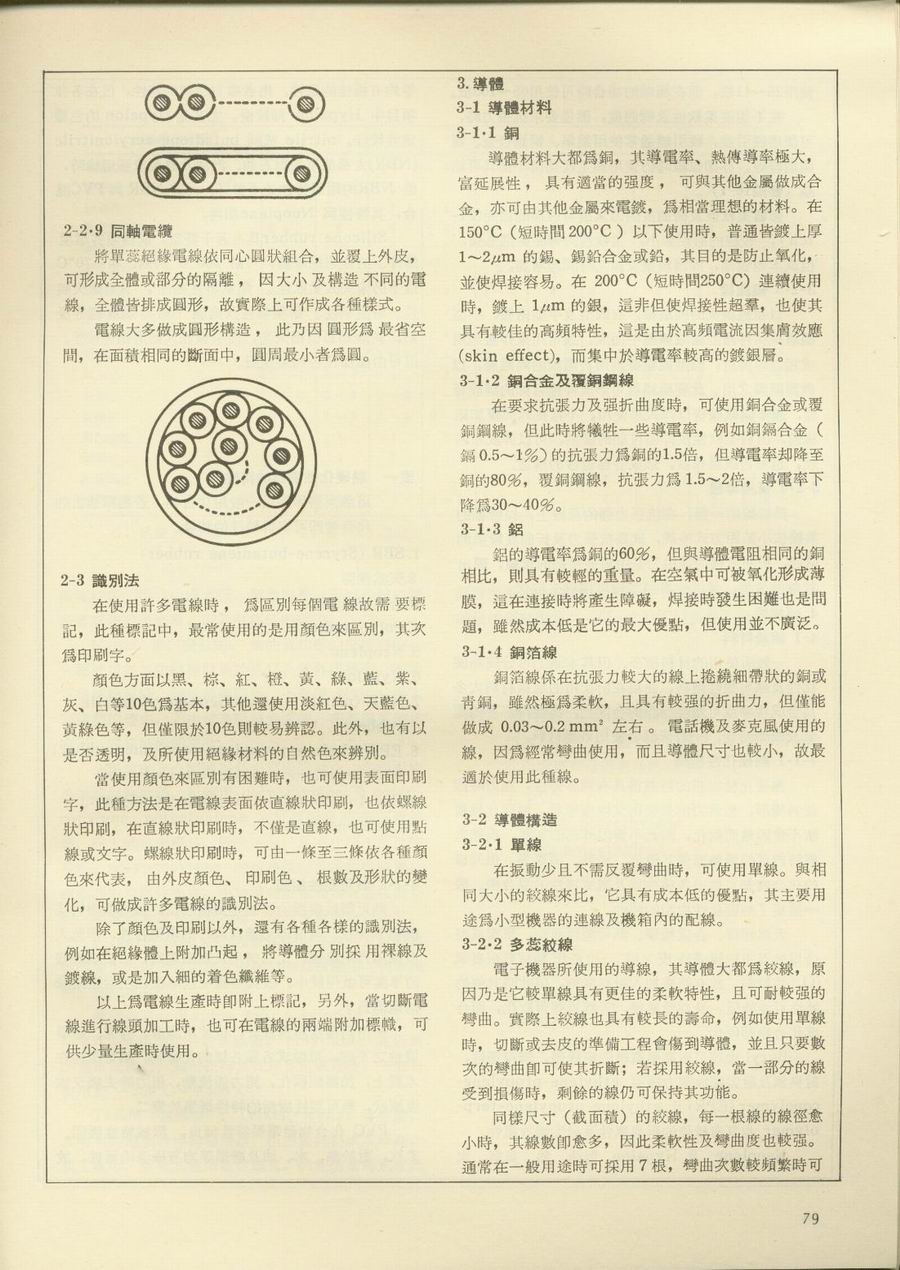 2-2·9 同軸電纜
將單蕊絕緣電線依同心圓狀組合，並覆上外皮，
可形成全體或部分的隔離，因大小及構造不同的電
線，全體皆排成圓形，故實際上可作成各種樣式。
電線大多做成圓形構造，此乃因圓形爲最省空
間，在面積相同的斷面中，圓周最小者爲圓。
2-3 識別法
在使用許多電線時，爲區別每個電線故需要標
記，此種標記中，最常使用的是用顏色來區別，其次
爲印刷字。
顏色方面以黑、棕、紅、橙、黃、綠、藍、紫、
灰、白等10色爲基本，其他還使用淡紅色、天藍色、
黃綠色等，但僅限於10色則較易辨認。此外，也有以
是否透明，及所使用絕緣材料的自然色來辨別。
當使用顏色來區別有困難時，也可使用表面印刷
字，此種方法是在電線表面依直線狀印刷，也依螺線
狀印刷，在直線狀印刷時，不僅是直線，也可使用點
線或文字。螺線狀印刷時，可由一條至三條依各種顏
色來代表，由外皮顏色、印刷色、根數及形狀的變
化，可做成許多電線的識別法。
除了顏色及印刷以外，還有各種各樣的識別法，
例如在絕緣體上附加凸起，將導體分別採用裸線及
鍍線，或是加入細的着色纖維等。
以上爲電線生產時卽附上標記，另外，當切斷電
線進行線頭加工時，也可在電線的兩端附加標幟，可
供少量生產時使用。
3.導體
3-1 導體材料
3-1·1 銅
導體材料大都爲銅，其導電率、熱傳導率極大，
富延展性，具有適當的强度，可與其他金屬做成合
金，亦可由其他金屬來電鍍，爲相當理想的材料。在
150°C（短時間200°C）以下使用時，普通皆鍍上厚
1～2μm 的錫、錫鉛合金或鉛，其目的是防止氧化，
並使焊接容易。在 200°C（短時間250°C）連續使用
時，鍍上 1μm 的銀，這非但使焊接性超羣，也使其
具有較佳的高頻特性，這是由於高頻電流因集膚效應
(skin effect)，而集中於導電率較高的鍍銀層。
3-1·2 銅合金及覆銅鋼線
在要求抗張力及强折曲度時，可使用銅合金或覆
銅鋼線，但此時將犧牲一些導電率，例如銅鎘合金（
鎘 0.5～1%）的抗張力爲銅的1.5倍，但導電率却降至
銅的80%，覆銅鋼線，抗張力爲 1.5～2倍，導電率下
降爲30～40%。
3-1·3 鋁
鋁的導電率爲銅的60%，但與導體電阻相同的銅
相比，則具有較輕的重量。在空氣中可被氧化形成薄
膜，這在連接時將產生障礙，焊接時發生困難也是問
題，雖然成本低是它的最大優點，但使用並不廣泛。
3-1·4 銅箔線
銅箔線係在抗張力較大的線上捲繞細帶狀的銅或
靑銅，雖然極爲柔軟，且具有較强的折曲力，但僅能
做成 0.03～0.2 mm² 左右。電話機及麥克風使用的
線，因爲經常彎曲使用，而且導體尺寸也較小，故最
適於使用此種線。
3-2 導體構造
3-2·1 單線
在振動少且不需反覆彎曲時，可使用單線。與相
同大小的絞線來比，它具有成本低的優點，其主要用
途爲小型機器的連線及機箱內的配線。
3-2·2 多蕊絞線
電子機器所使用的導線，其導體大都爲絞線，原
因乃是它較單線具有更佳的柔軟特性，且可耐較强的
彎曲。實際上絞線也具有較長的壽命，例如使用單線
時，切斷或去皮的準備工程會傷到導體，並且只要數
次的彎曲卽可使其折斷；若採用絞線，當一部分的線
受到損傷時，剩餘的線仍可保持其功能。
同樣尺寸（截面積）的絞線，每一根線的線徑愈
小時，其線數卽愈多，因此柔軟性及彎曲度也較强。
通常在一般用途時可採用 7 根，彎曲次數較頻繁時可
79